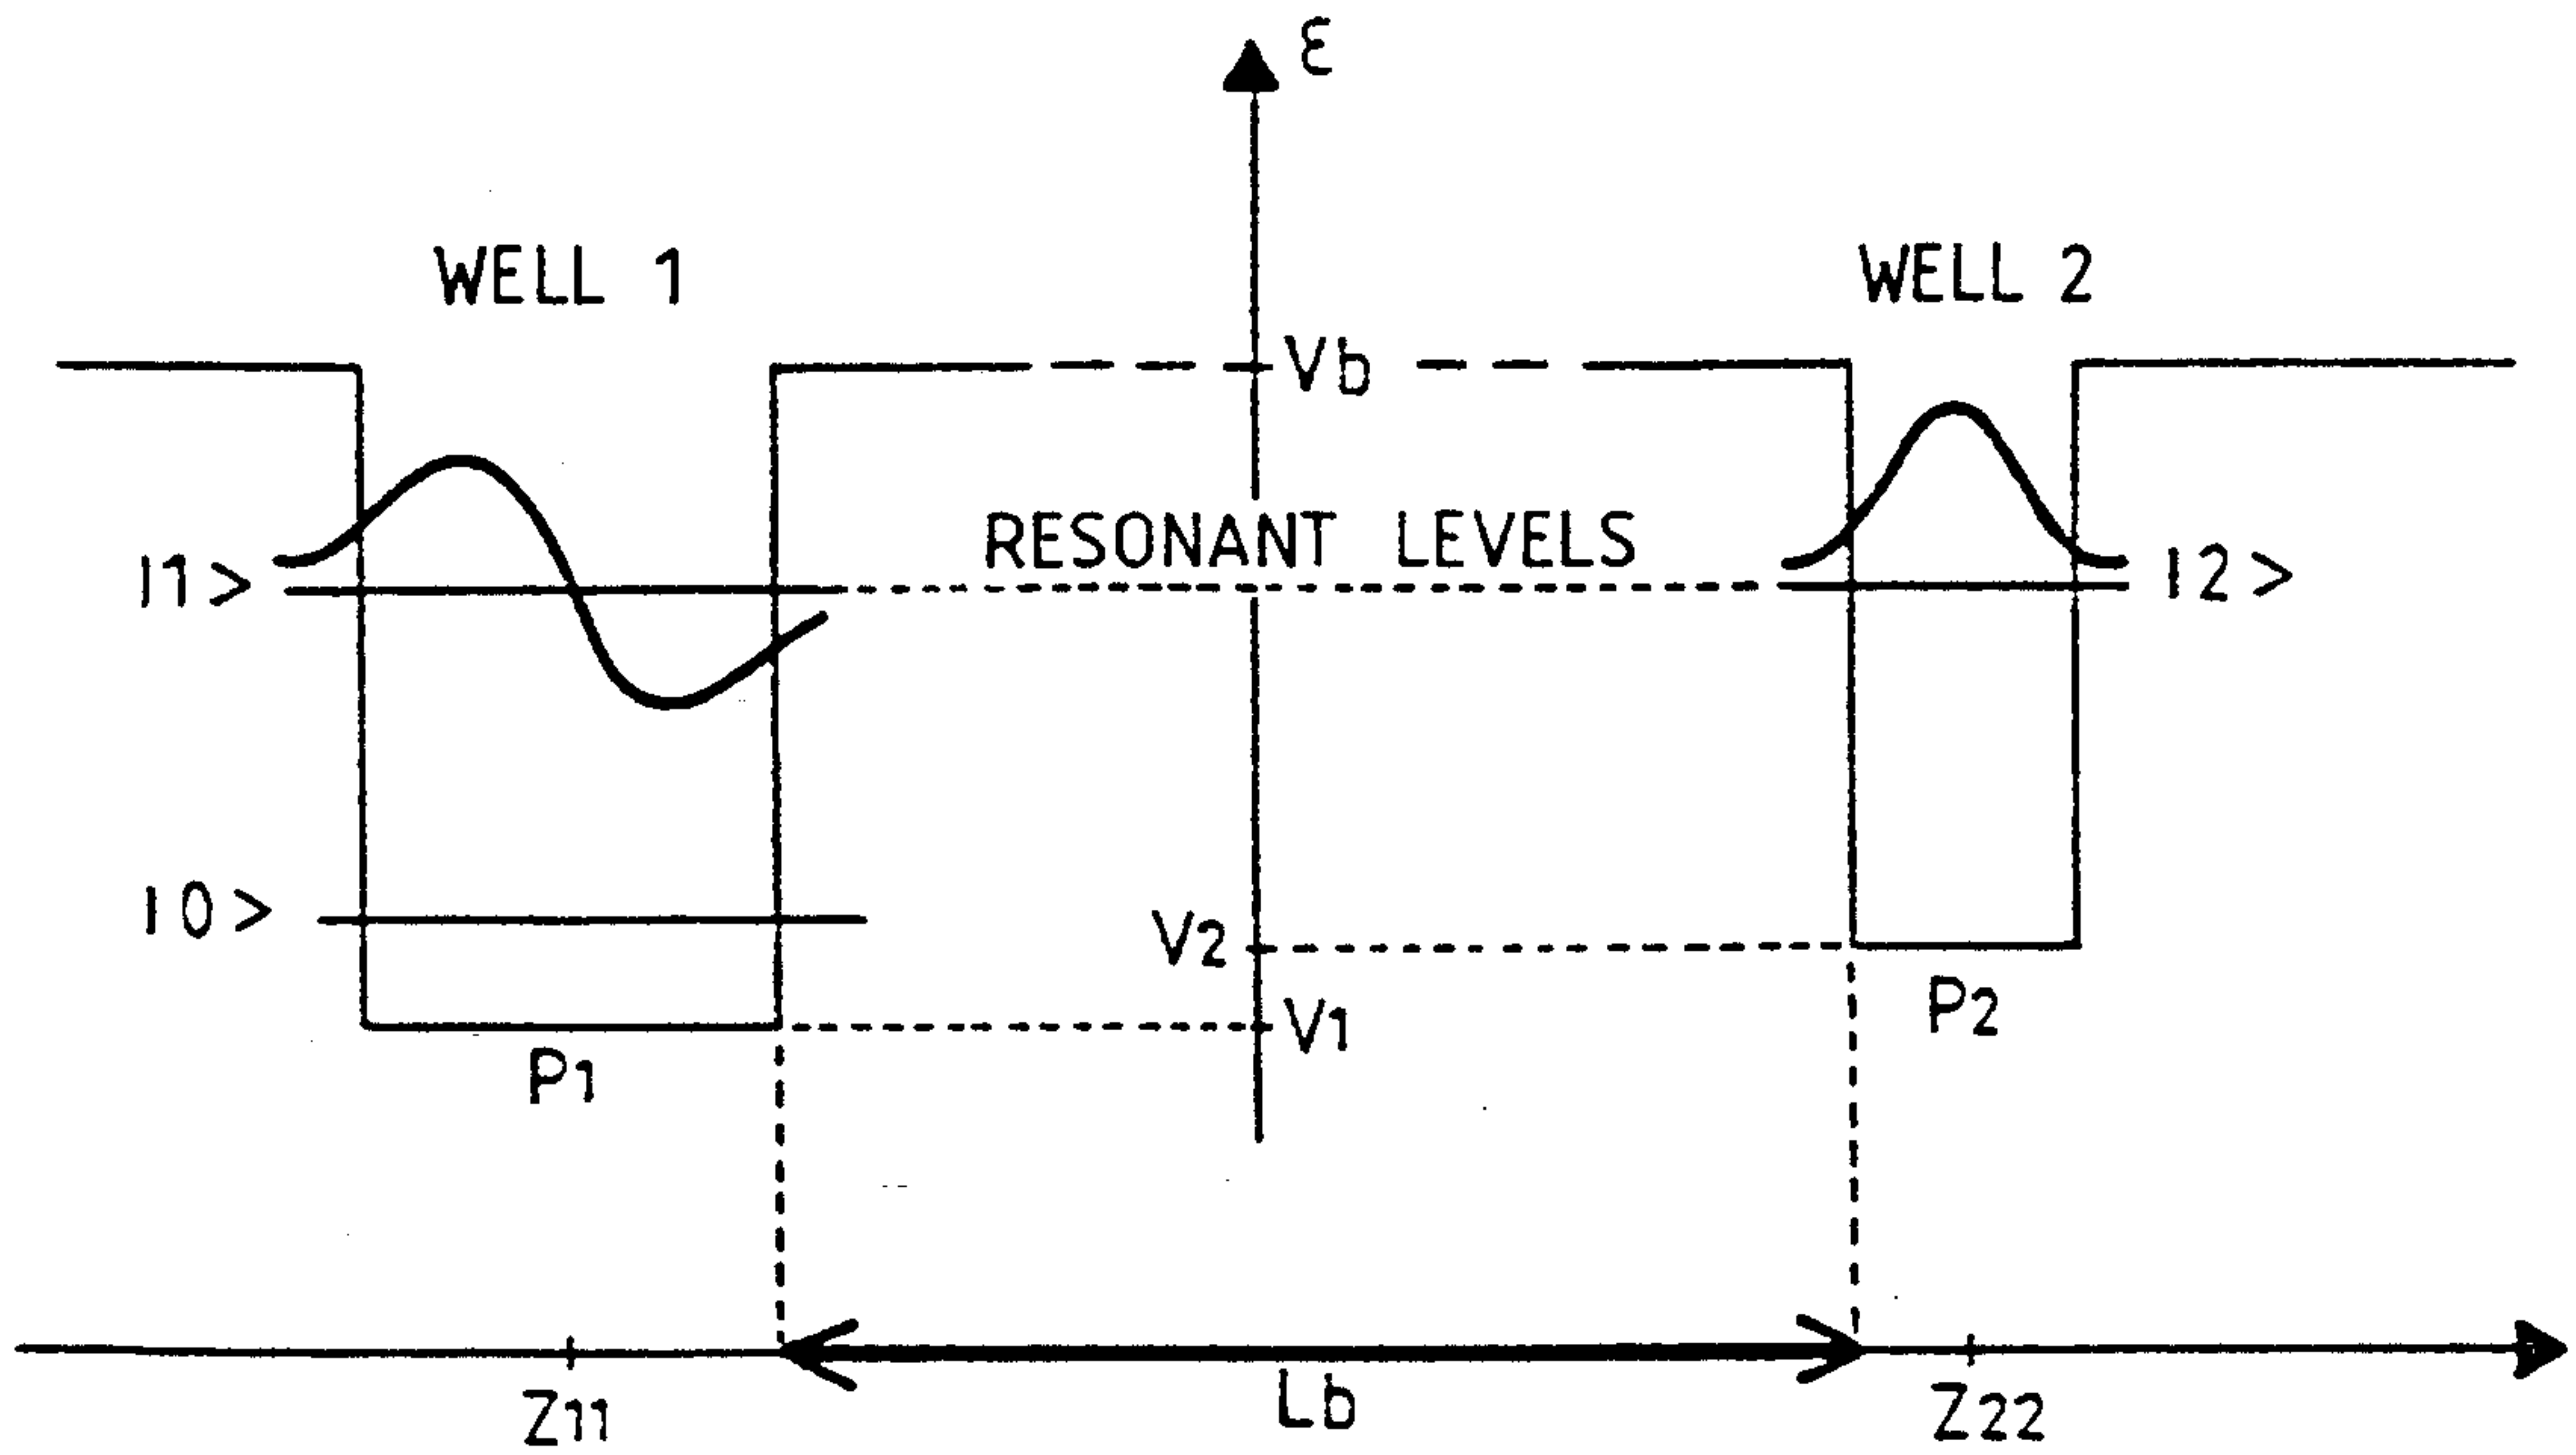 ε
WELL 1
WELL 2
Vb
RESONANT LEVELS
|1>
|2>
|0>
V2
V1
P2
P1
Lb
Z11
Z22